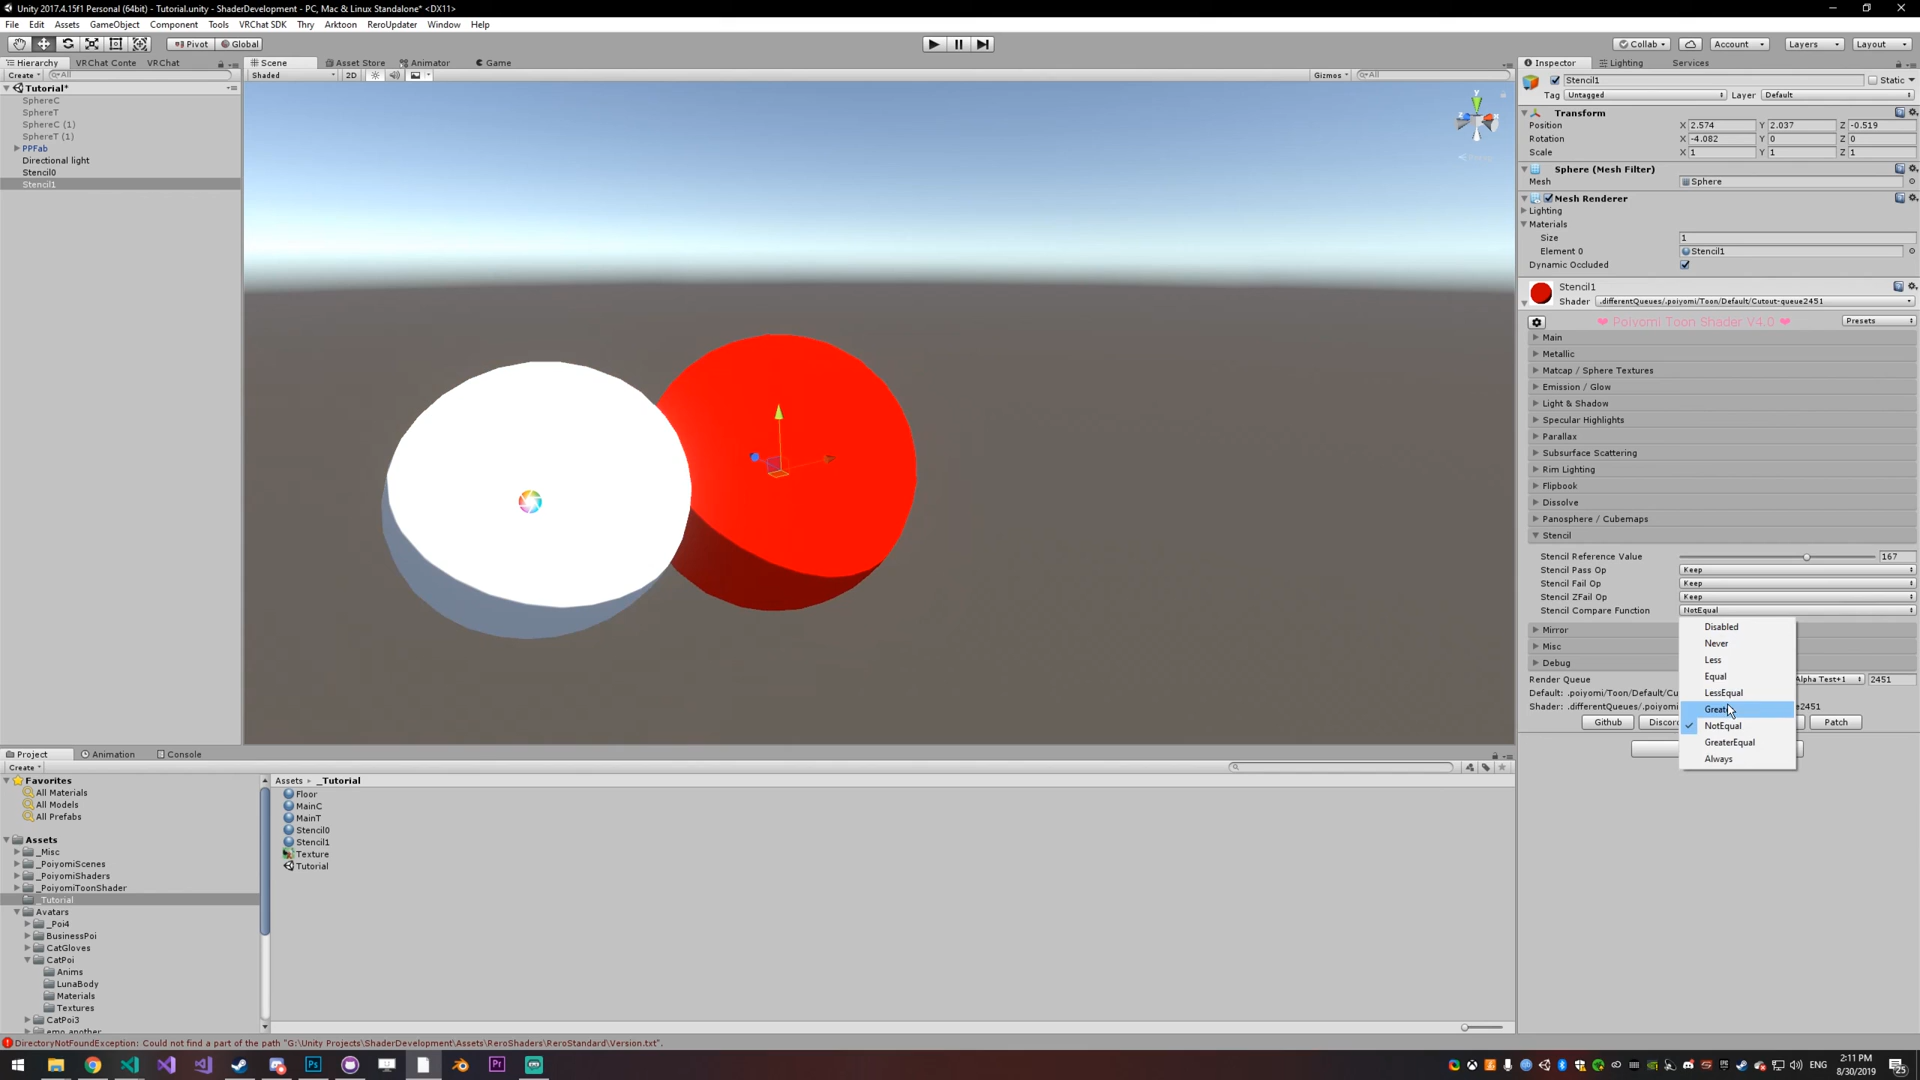 Unity 2017.4.15f1 Personal (64bit) - Tutorial.unity - ShaderDevelopment - PC, Mac & Linux Standalone* <DX11>
File Edit Assets GameObject Component Tools VRChat SDK Thry Arktoon ReroUpdater Window Help
Pivot Global Collab Account Layers Layout
Hierarchy VRChat Conte VRChat
Create All
Tutorial*
SphereC
SphereT
SphereC (1)
SphereT (1)
PPFab
Directional light
Stencil0
Stencil1
Scene Asset Store Animator Game
Shaded 2D Gizmos All
y
Inspector Lighting Services
Stencil1 Static
Tag Untagged Layer Default
Transform
Position X 2.574 Y 2.037 Z -0.519
Rotation X -4.082 Y 0 Z 0
Scale X 1 Y 1 Z 1
Sphere (Mesh Filter)
Mesh Sphere
Mesh Renderer
Lighting
Materials
Size 1
Element 0 Stencil1
Dynamic Occluded
Stencil1
Shader .differentQueues/.poiyomi/Toon/Default/Cutout-queue2451
❤ Poiyomi Toon Shader V4.0 ❤ Presets
Main
Metallic
Matcap / Sphere Textures
Emission / Glow
Light & Shadow
Specular Highlights
Parallax
Subsurface Scattering
Rim Lighting
Flipbook
Dissolve
Panosphere / Cubemaps
Stencil
Stencil Reference Value 167
Stencil Pass Op Keep
Stencil Fail Op Keep
Stencil ZFail Op Keep
Stencil Compare Function NotEqual
Disabled
Never
Less
Equal
LessEqual
Great
NotEqual
GreaterEqual
Always
Mirror
Misc
Debug
Render Queue Alpha Test+1 2451
Default: .poiyomi/Toon/Default/Cu
Shader: .differentQueues/.poiyomi 2451
Github Discord Patch
Project Animation Console
Create
Favorites
All Materials
All Models
All Prefabs
Assets
_Misc
_PoiyomiScenes
_PoiyomiShaders
_PoiyomiToonShader
_Tutorial
Avatars
_Poi4
BusinessPoi
CatGloves
CatPoi
Anims
LunaBody
Materials
Textures
CatPoi3
emo another
Assets _Tutorial
Floor
MainC
MainT
Stencil0
Stencil1
Texture
Tutorial
DirectoryNotFoundException: Could not find a part of the path "G:\Unity Projects\ShaderDevelopment\Assets\ReroShaders\ReroStandard\Version.txt".
Ps Pr
ENG
2:11 PM
8/30/2019
25